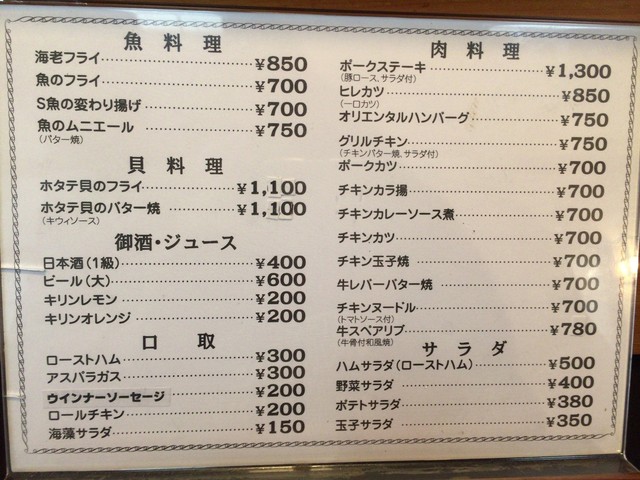 魚料理
海老フライ ¥850
魚のフライ ¥700
S魚の変わり揚げ ¥700
魚のムニエール ¥750
(バター焼)
貝料理
ホタテ貝のフライ ¥1,100
ホタテ貝のバター焼 ¥1,100
(キウィソース)
御酒・ジュース
日本酒(1級) ¥400
ビール(大) ¥600
キリンレモン ¥200
キリンオレンジ ¥200
口取
ローストハム ¥300
アスパラガス ¥300
ウインナーソーセージ ¥200
ロールチキン ¥200
海藻サラダ ¥150
肉料理
ポークステーキ ¥1,300
(豚ロース、サラダ付)
ヒレカツ ¥850
(一口カツ)
オリエンタルハンバーグ ¥750
グリルチキン ¥750
(チキンバター焼、サラダ付)
ポークカツ ¥700
チキンカラ揚 ¥700
チキンカレーソース煮 ¥700
チキンカツ ¥700
チキン玉子焼 ¥700
牛レバーバター焼 ¥700
チキンヌードル ¥700
(トマトソース付)
牛スペアリブ ¥780
(牛骨付和風焼)
サラダ
ハムサラダ(ローストハム) ¥500
野菜サラダ ¥400
ポテトサラダ ¥380
玉子サラダ ¥350